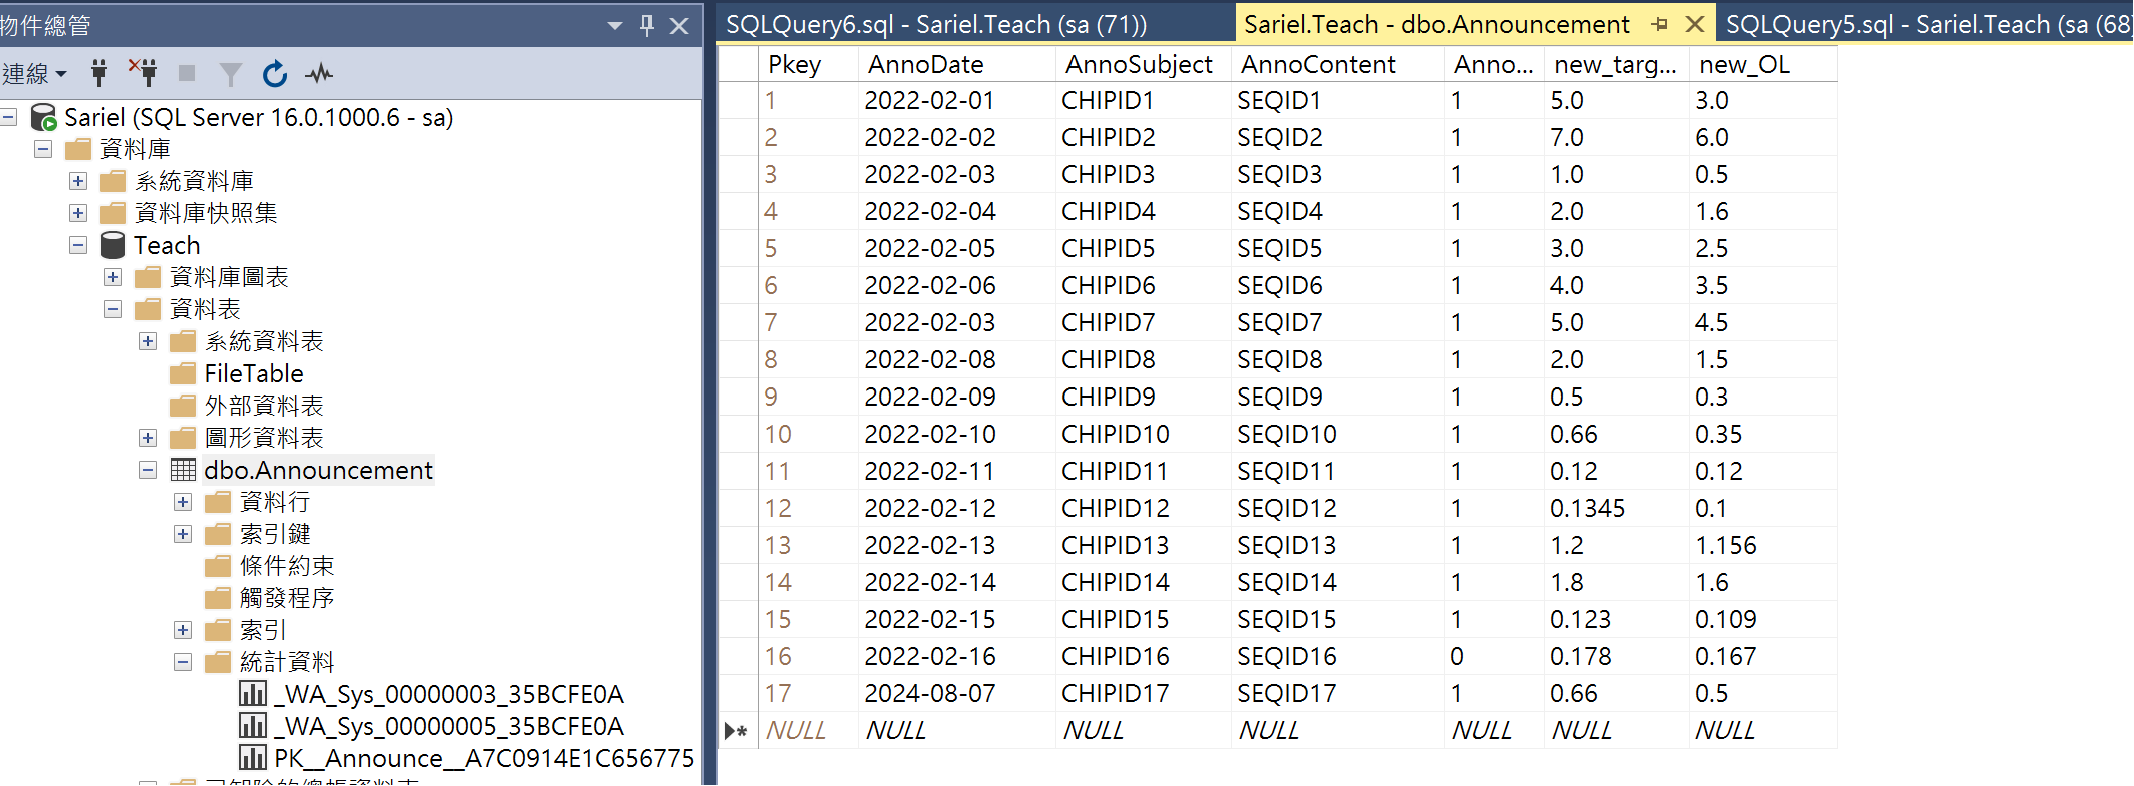 物件總管
連線
Sariel (SQL Server 16.0.1000.6 - sa)
資料庫
系統資料庫
資料庫快照集
Teach
資料庫圖表
資料表
系統資料表
FileTable
外部資料表
圖形資料表
dbo.Announcement
資料行
索引鍵
條件約束
觸發程序
索引
統計資料
_WA_Sys_00000003_35BCFE0A
_WA_Sys_00000005_35BCFE0A
PK__Announce__A7C0914E1C656775
SQLQuery6.sql - Sariel.Teach (sa (71))
Sariel.Teach - dbo.Announcement
SQLQuery5.sql - Sariel.Teach (sa (68)
Pkey AnnoDate AnnoSubject AnnoContent Anno... new_targ... new_OL
1 2022-02-01 CHIPID1 SEQID1 1 5.0 3.0
2 2022-02-02 CHIPID2 SEQID2 1 7.0 6.0
3 2022-02-03 CHIPID3 SEQID3 1 1.0 0.5
4 2022-02-04 CHIPID4 SEQID4 1 2.0 1.6
5 2022-02-05 CHIPID5 SEQID5 1 3.0 2.5
6 2022-02-06 CHIPID6 SEQID6 1 4.0 3.5
7 2022-02-03 CHIPID7 SEQID7 1 5.0 4.5
8 2022-02-08 CHIPID8 SEQID8 1 2.0 1.5
9 2022-02-09 CHIPID9 SEQID9 1 0.5 0.3
10 2022-02-10 CHIPID10 SEQID10 1 0.66 0.35
11 2022-02-11 CHIPID11 SEQID11 1 0.12 0.12
12 2022-02-12 CHIPID12 SEQID12 1 0.1345 0.1
13 2022-02-13 CHIPID13 SEQID13 1 1.2 1.156
14 2022-02-14 CHIPID14 SEQID14 1 1.8 1.6
15 2022-02-15 CHIPID15 SEQID15 1 0.123 0.109
16 2022-02-16 CHIPID16 SEQID16 0 0.178 0.167
17 2024-08-07 CHIPID17 SEQID17 1 0.66 0.5
NULL NULL NULL NULL NULL NULL NULL